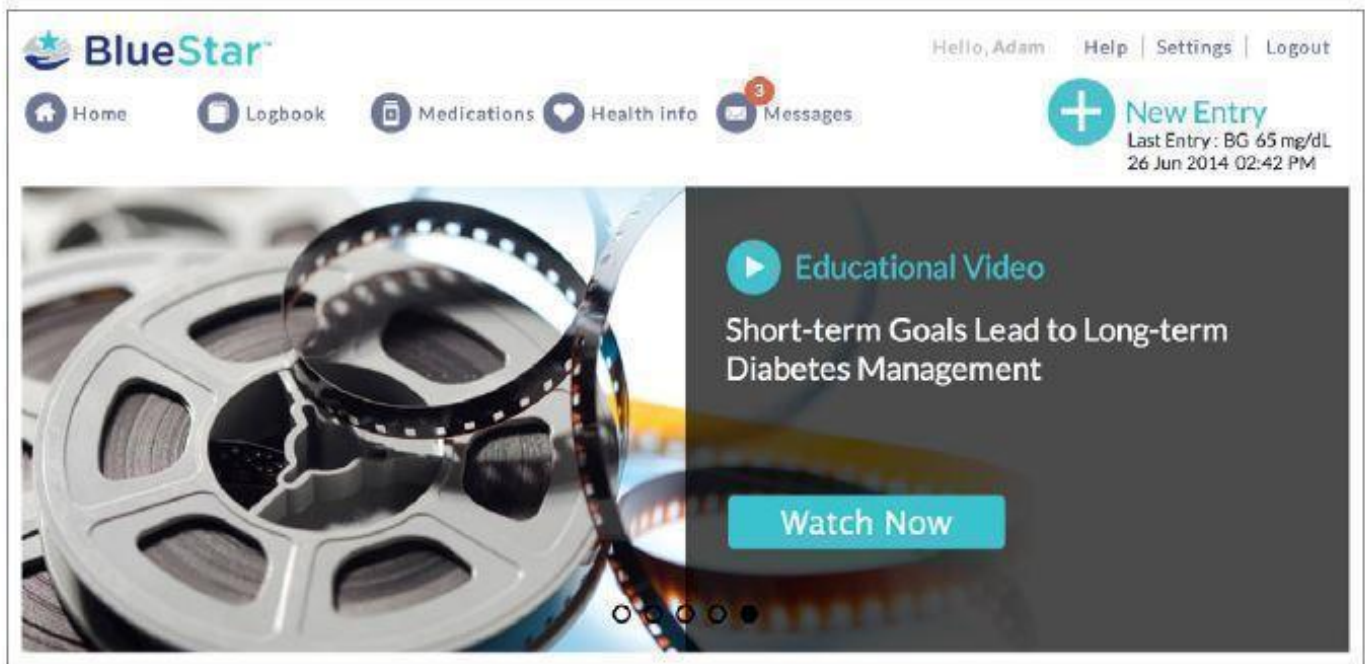 BlueStar™
Hello, Adam Help | Settings | Logout
Home Logbook Medications Health info 3 Messages
New Entry
Last Entry : BG 65 mg/dL
26 Jun 2014 02:42 PM
Educational Video
Short-term Goals Lead to Long-term
Diabetes Management
Watch Now